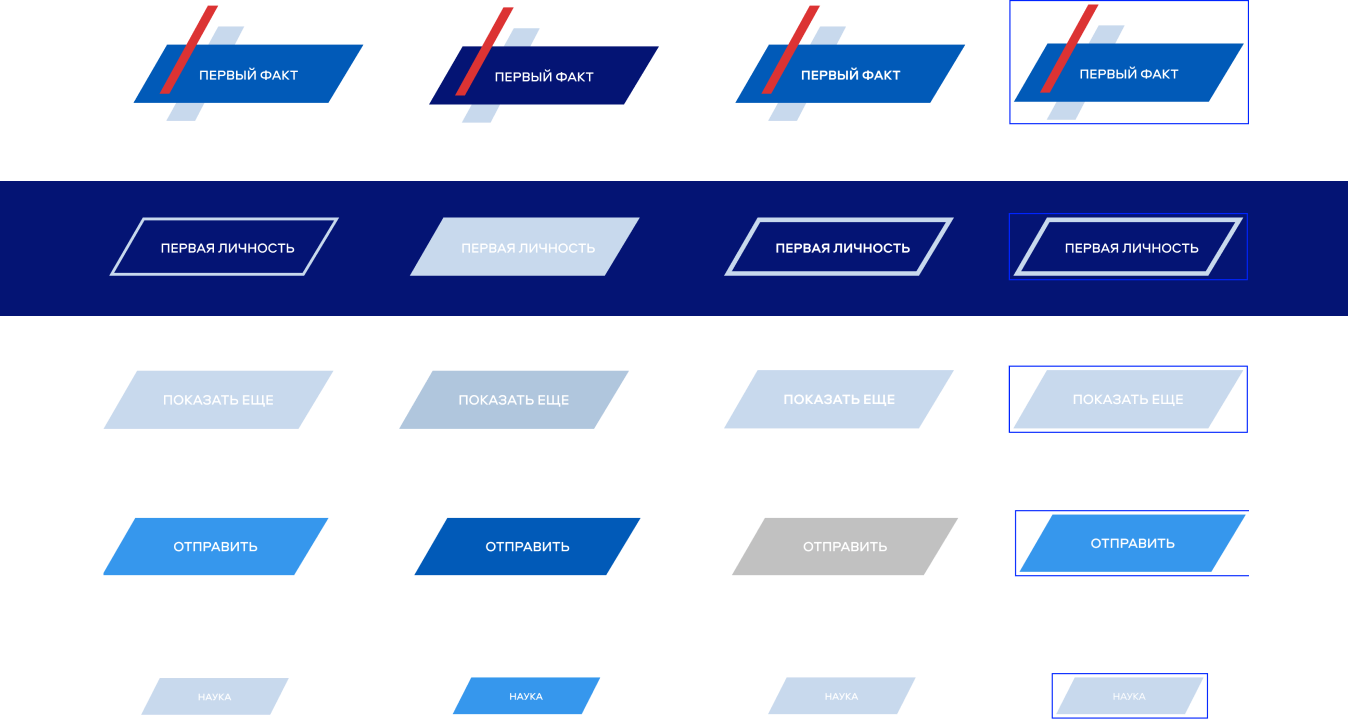 ПЕРВЫЙ ФАКТ ПЕРВЫЙ ФАКТ ПЕРВЫЙ ФАКТ ПЕРВЫЙ ФАКТ
ПЕРВАЯ ЛИЧНОСТЬ ПЕРВАЯ ЛИЧНОСТЬ ПЕРВАЯ ЛИЧНОСТЬ ПЕРВАЯ ЛИЧНОСТЬ
ПОКАЗАТЬ ЕЩЕ ПОКАЗАТЬ ЕЩЕ ПОКАЗАТЬ ЕЩЕ ПОКАЗАТЬ ЕЩЕ
ОТПРАВИТЬ ОТПРАВИТЬ ОТПРАВИТЬ ОТПРАВИТЬ
НАУКА НАУКА НАУКА НАУКА